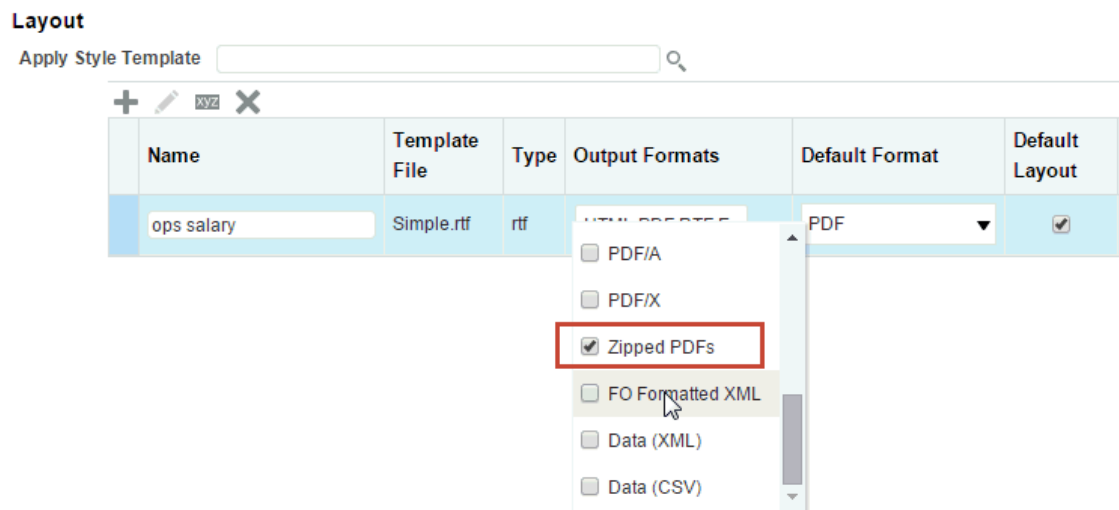 Layout
Apply Style Template
xyz
Name Template File Type Output Formats Default Format Default Layout
ops salary Simple.rtf rtf PDF
PDF/A
PDF/X
Zipped PDFs
FO Formatted XML
Data (XML)
Data (CSV)